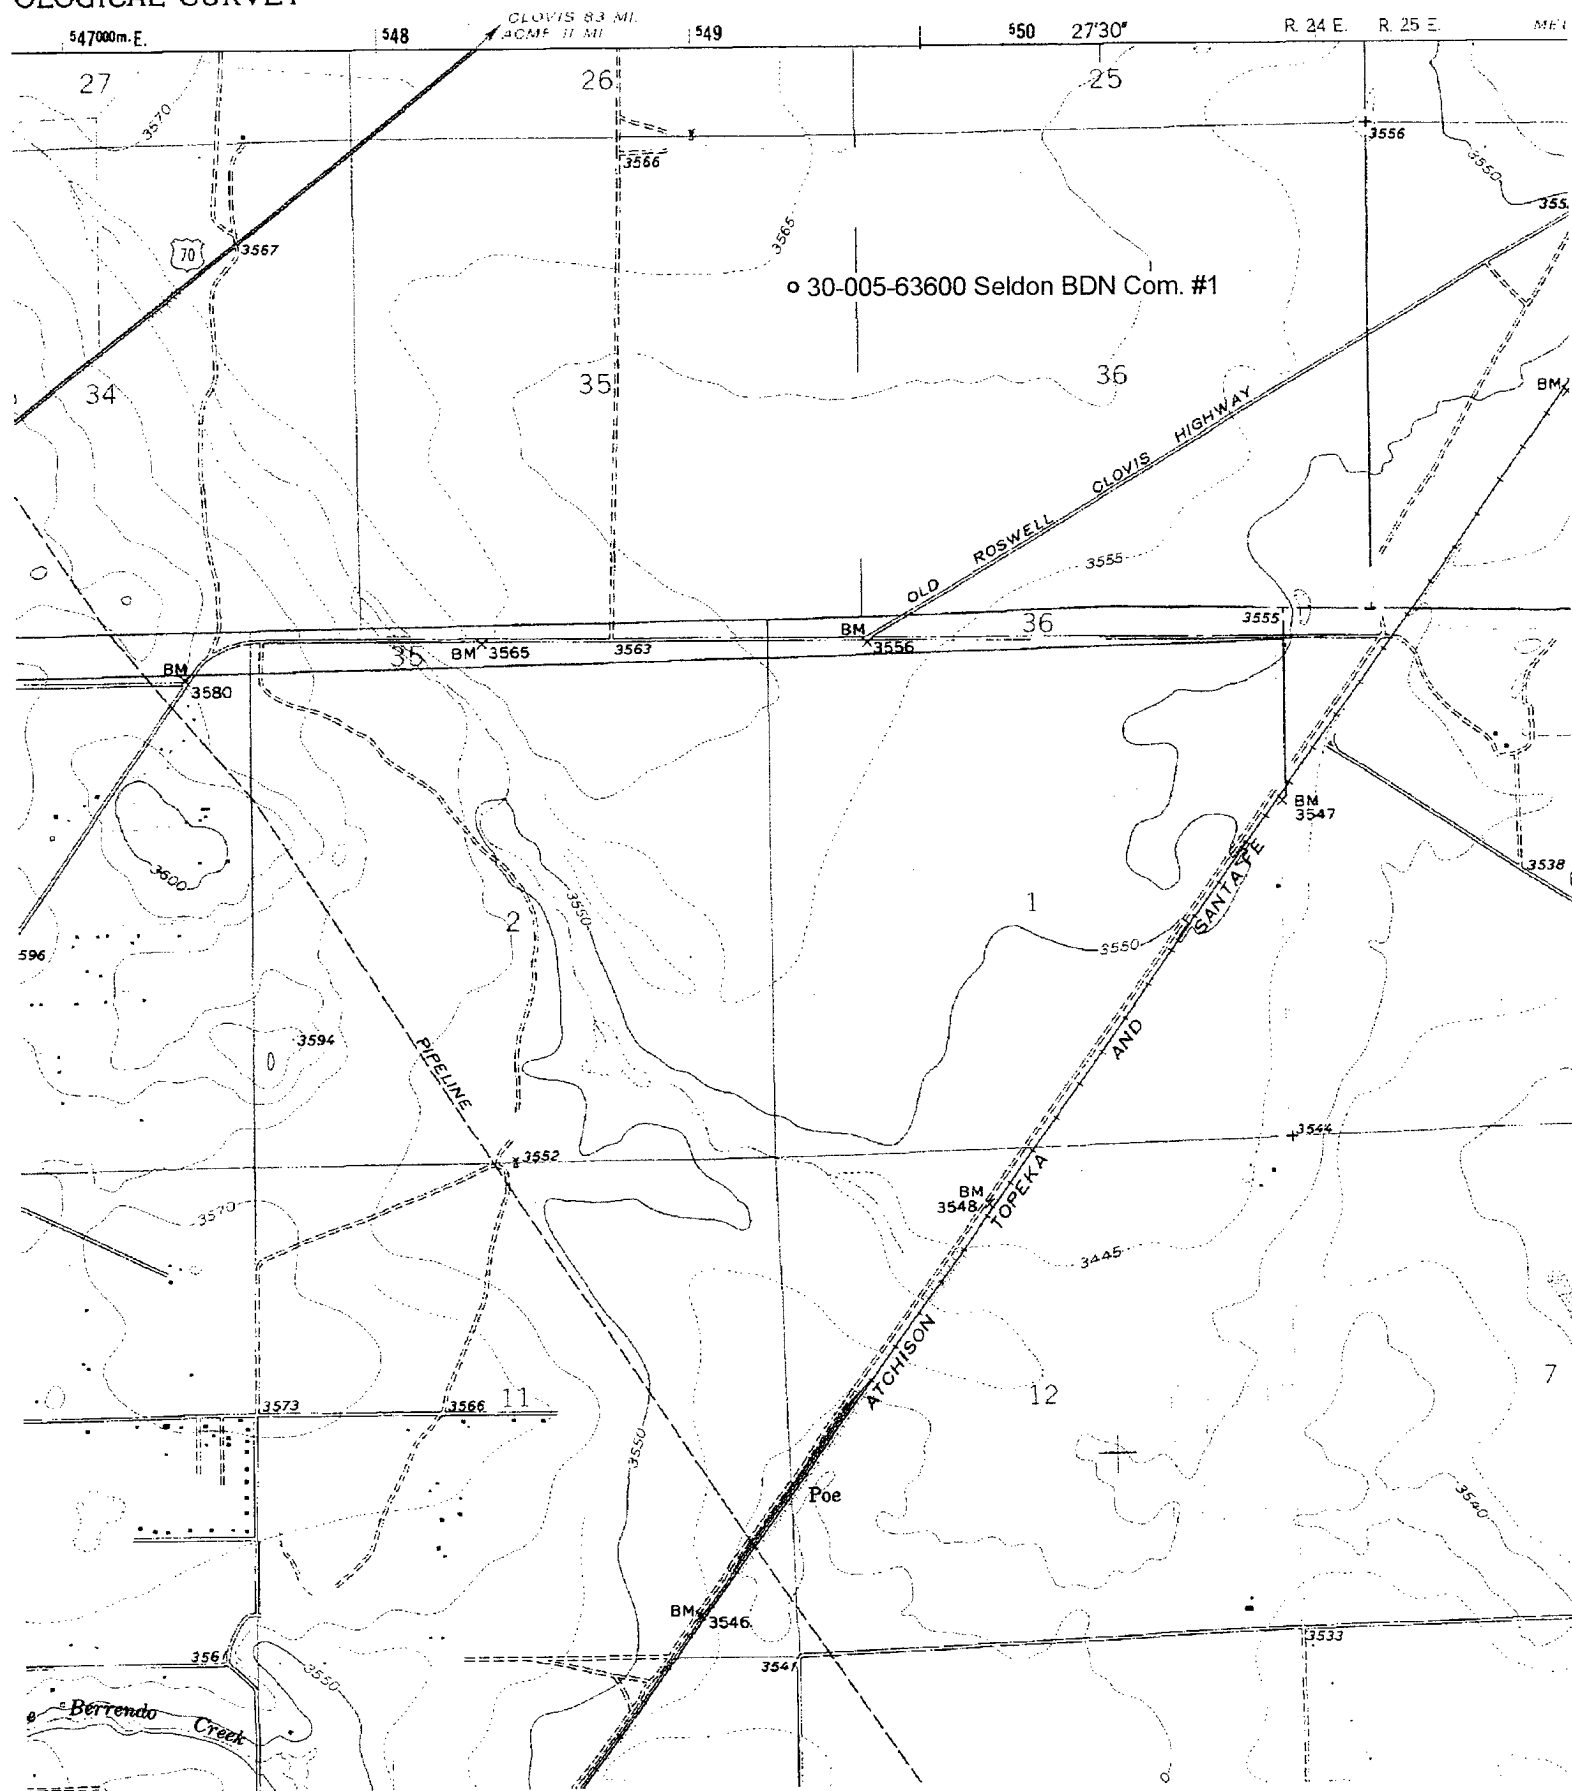 OLOGICAL SURVEY
CLOVIS 83 MI.
ACME 11 MI.
547000m. E.
548
549
550
27'30"
R. 24 E.
R. 25 E.
27
26
25
3570
3566
3556
3550
3565
70
3567
30-005-63600 Seldon BDN Com. #1
34
35
36
BM
OLD ROSWELL CLOVIS HIGHWAY
3555
3555
36
BM
3556
35
BM
3565
3563
BM
3580
BM
3547
3538
3600
2
3550
1
3550
596
3594
PIPELINE
ATCHISON TOPEKA AND SANTA FE
3544
3552
BM
3548
3570
3445
7
3573
3566
11
12
3550
Poe
3540
BM
3546
3533
3541
356
3550
Berrendo Creek